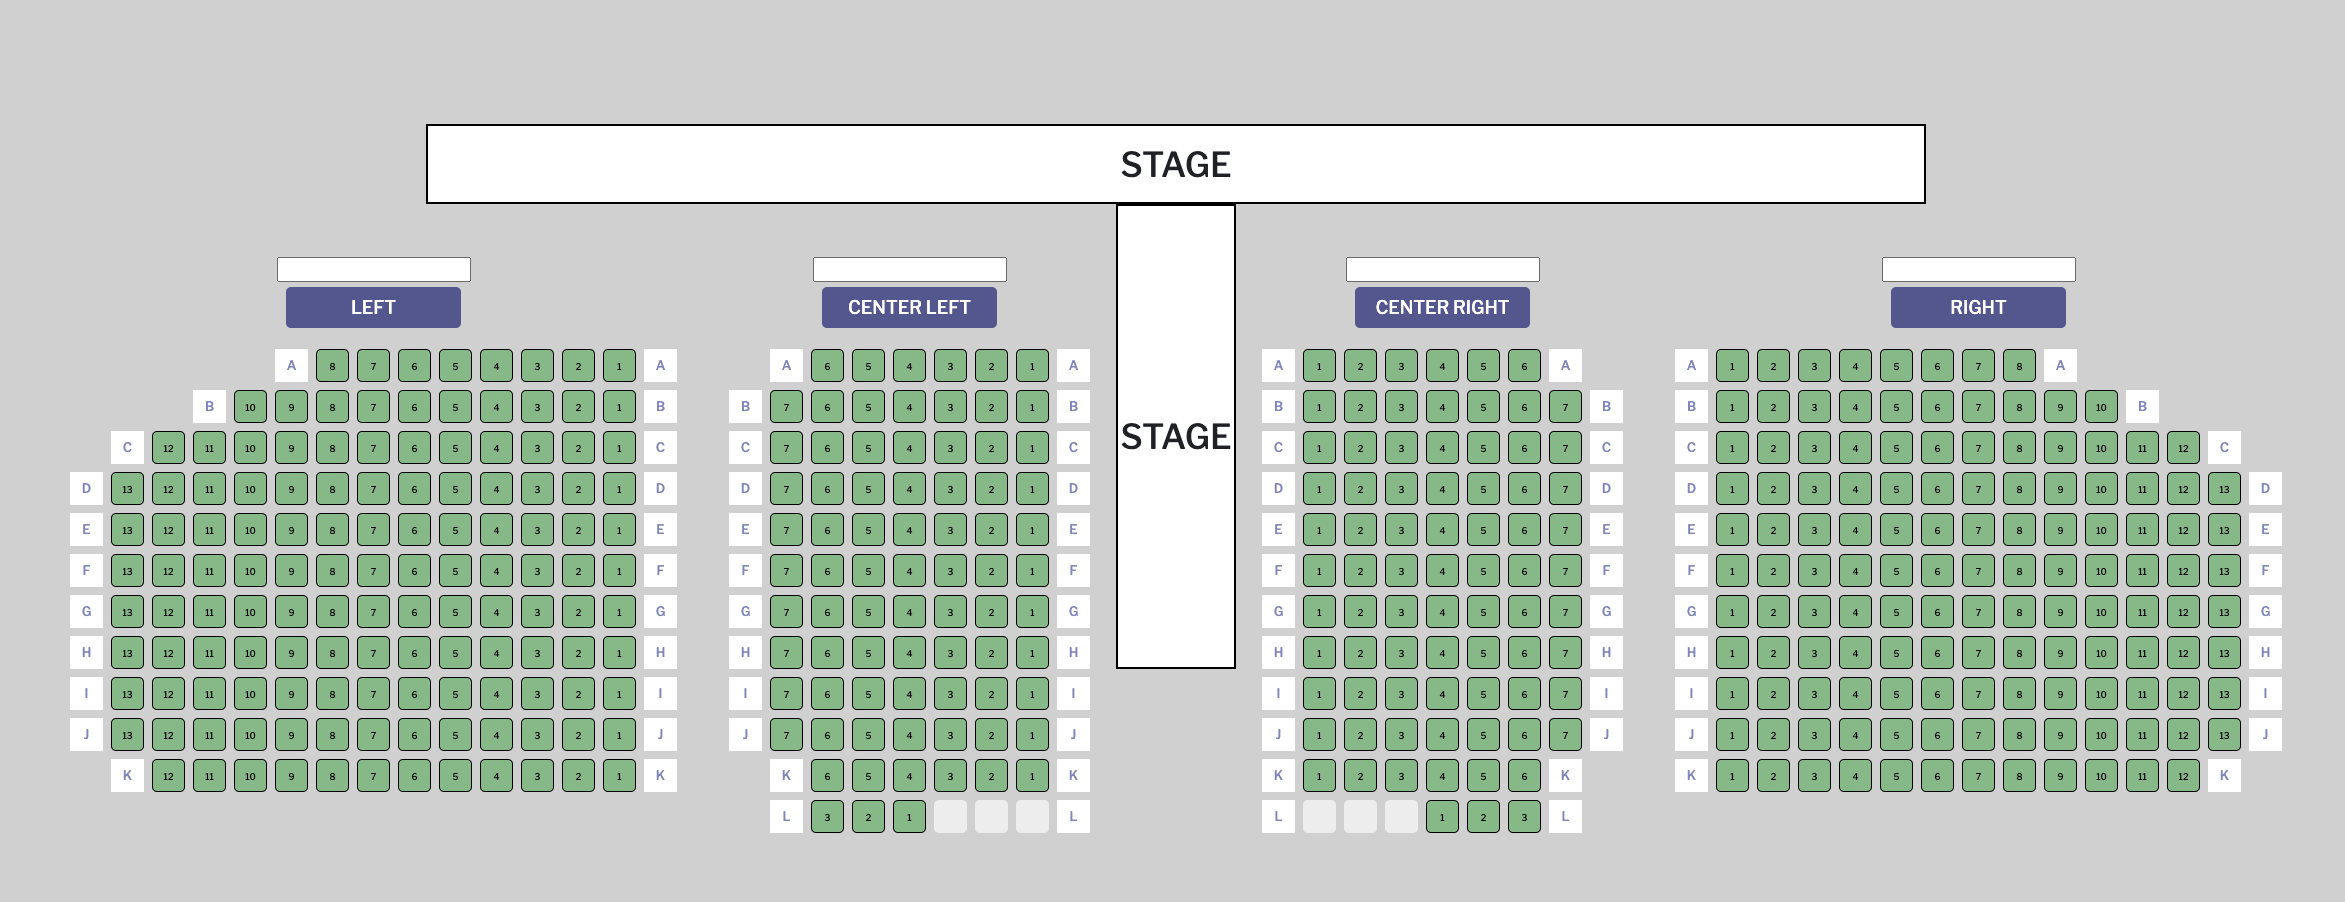 STAGE
STAGE
LEFT
CENTER LEFT
CENTER RIGHT
RIGHT
A 8 7 6 5 4 3 2 1 A A 6 5 4 3 2 1 A A 1 2 3 4 5 6 A A 1 2 3 4 5 6 7 8 A
B 10 9 8 7 6 5 4 3 2 1 B B 7 6 5 4 3 2 1 B B 1 2 3 4 5 6 7 B B 1 2 3 4 5 6 7 8 9 10 B
C 12 11 10 9 8 7 6 5 4 3 2 1 C C 7 6 5 4 3 2 1 C C 1 2 3 4 5 6 7 C C 1 2 3 4 5 6 7 8 9 10 11 12 C
D 13 12 11 10 9 8 7 6 5 4 3 2 1 D D 7 6 5 4 3 2 1 D D 1 2 3 4 5 6 7 D D 1 2 3 4 5 6 7 8 9 10 11 12 13 D
E 13 12 11 10 9 8 7 6 5 4 3 2 1 E E 7 6 5 4 3 2 1 E E 1 2 3 4 5 6 7 E E 1 2 3 4 5 6 7 8 9 10 11 12 13 E
F 13 12 11 10 9 8 7 6 5 4 3 2 1 F F 7 6 5 4 3 2 1 F F 1 2 3 4 5 6 7 F F 1 2 3 4 5 6 7 8 9 10 11 12 13 F
G 13 12 11 10 9 8 7 6 5 4 3 2 1 G G 7 6 5 4 3 2 1 G G 1 2 3 4 5 6 7 G G 1 2 3 4 5 6 7 8 9 10 11 12 13 G
H 13 12 11 10 9 8 7 6 5 4 3 2 1 H H 7 6 5 4 3 2 1 H H 1 2 3 4 5 6 7 H H 1 2 3 4 5 6 7 8 9 10 11 12 13 H
I 13 12 11 10 9 8 7 6 5 4 3 2 1 I I 7 6 5 4 3 2 1 I I 1 2 3 4 5 6 7 I I 1 2 3 4 5 6 7 8 9 10 11 12 13 I
J 13 12 11 10 9 8 7 6 5 4 3 2 1 J J 7 6 5 4 3 2 1 J J 1 2 3 4 5 6 7 J J 1 2 3 4 5 6 7 8 9 10 11 12 13 J
K 12 11 10 9 8 7 6 5 4 3 2 1 K K 6 5 4 3 2 1 K K 1 2 3 4 5 6 K K 1 2 3 4 5 6 7 8 9 10 11 12 K
L 3 2 1 L L 1 2 3 L